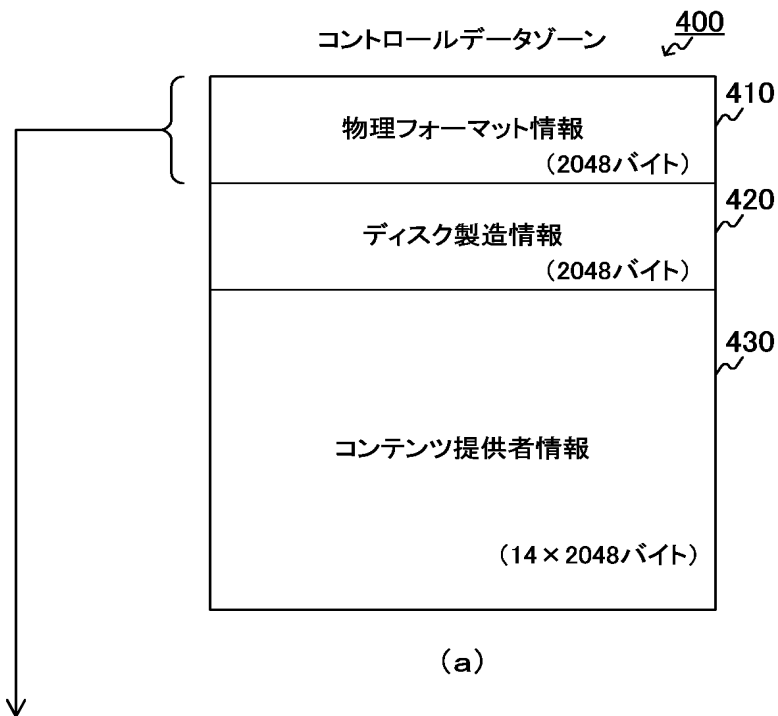 コントロールデータゾーン
400
物理フォーマット情報
(2048バイト)
410
ディスク製造情報
(2048バイト)
420
コンテンツ提供者情報
(14×2048バイト)
430
(a)